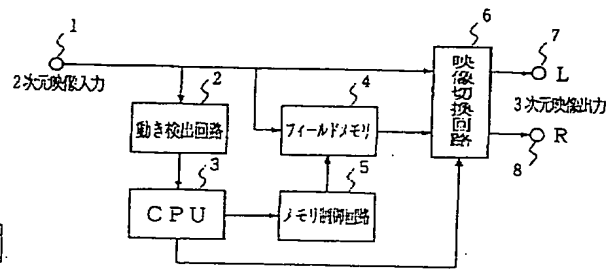 1
2次元映像入力
2
動き検出回路
3
CPU
4
フィールドメモリ
5
メモリ制御回路
6
映像切換回路
7
L
3次元映像出力
R
8